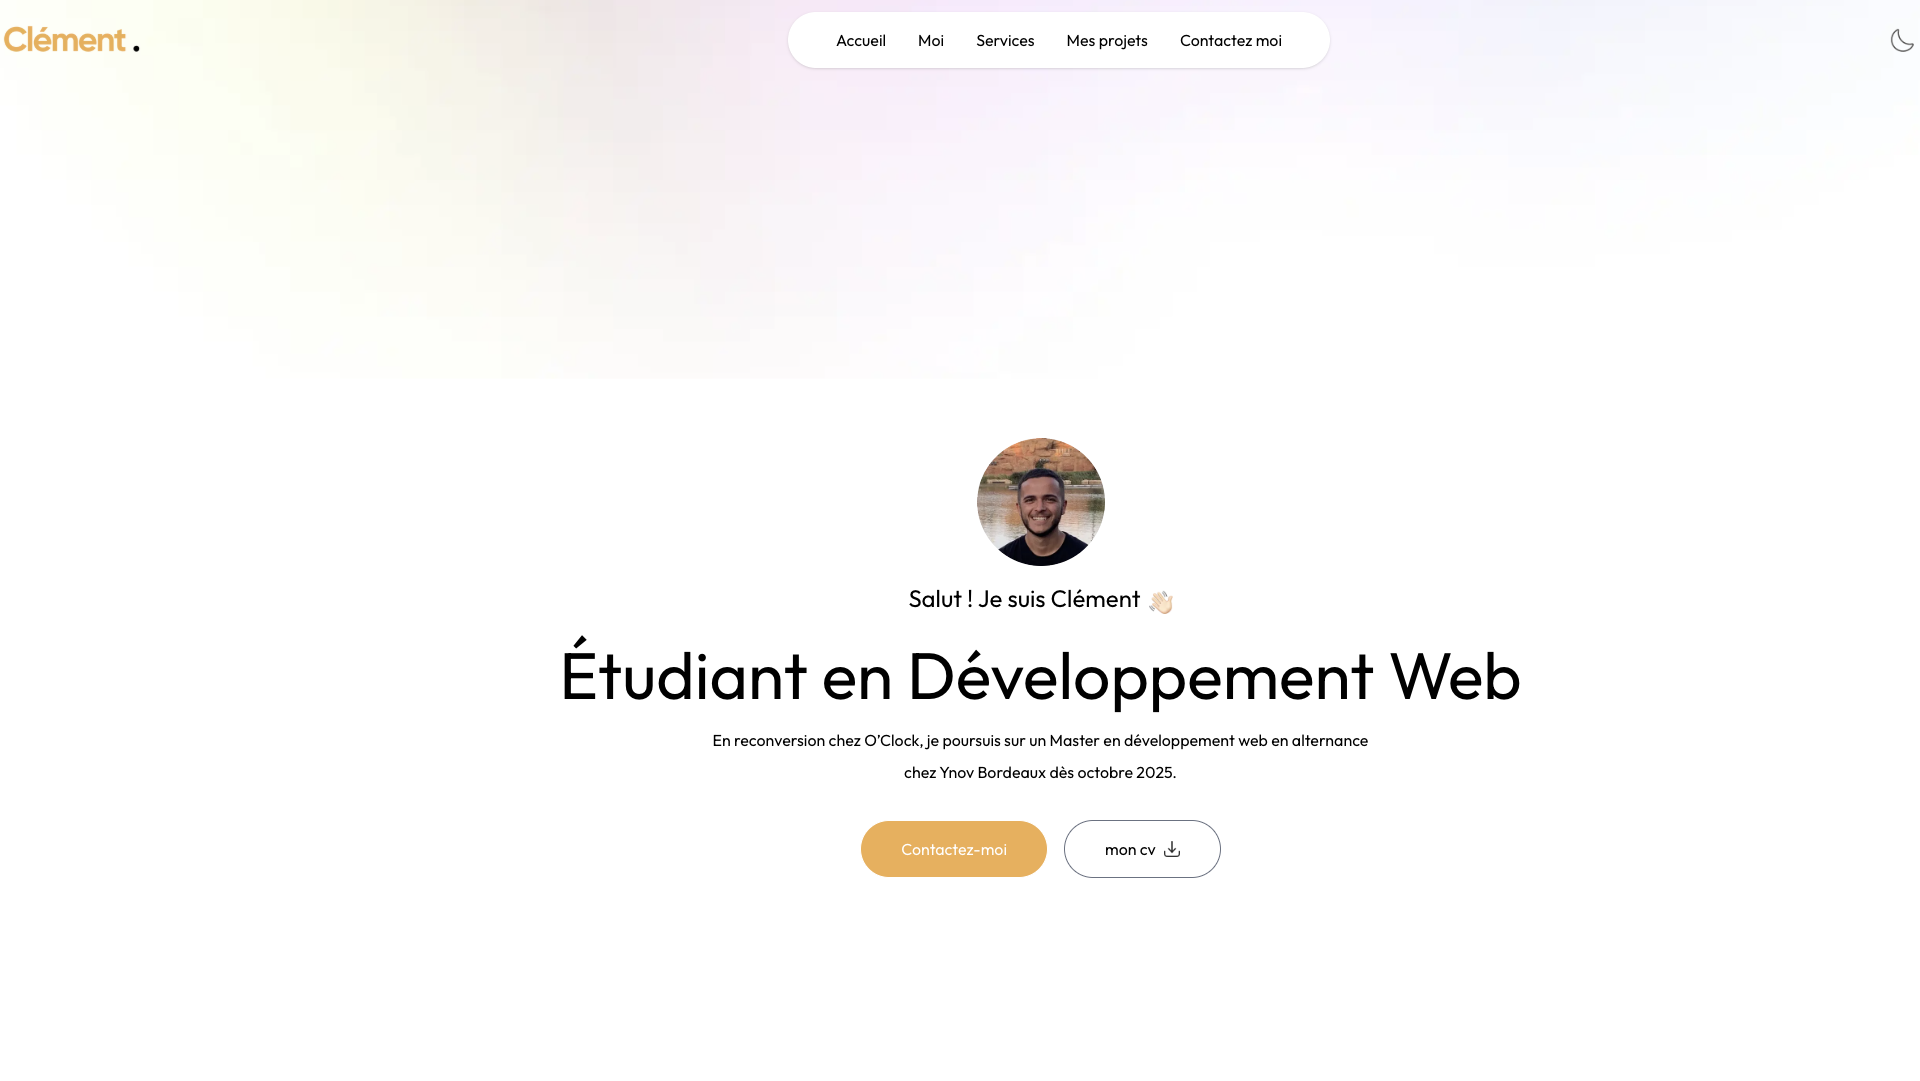 Clément .
Accueil Moi Services Mes projets Contactez moi
Salut ! Je suis Clément 👋🏻
Étudiant en Développement Web
En reconversion chez O’Clock, je poursuis sur un Master en développement web en alternance
chez Ynov Bordeaux dès octobre 2025.
Contactez-moi mon cv